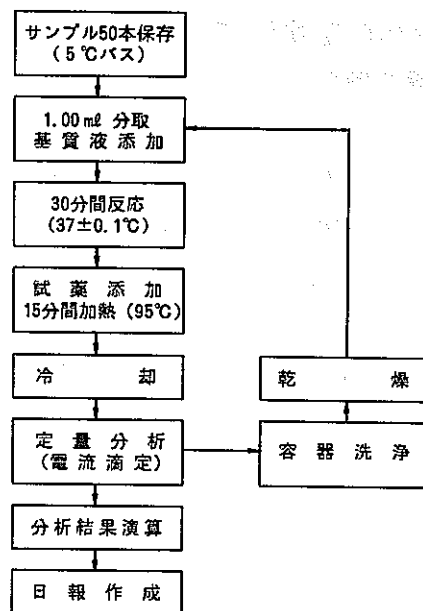 サンプル50本保存
(5℃バス)
1.00㎖ 分取
基質液添加
30分間反応
(37±0.1℃)
試薬添加
15分間加熱(95℃)
冷却
定量分析
(電流滴定)
分析結果演算
日報作成
乾燥
容器洗浄